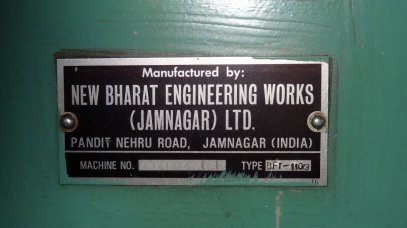 Manufactured by:
NEW BHARAT ENGINEERING WORKS
(JAMNAGAR) LTD.
PANDIT NEHRU ROAD, JAMNAGAR (INDIA)
MACHINE NO. TYPE